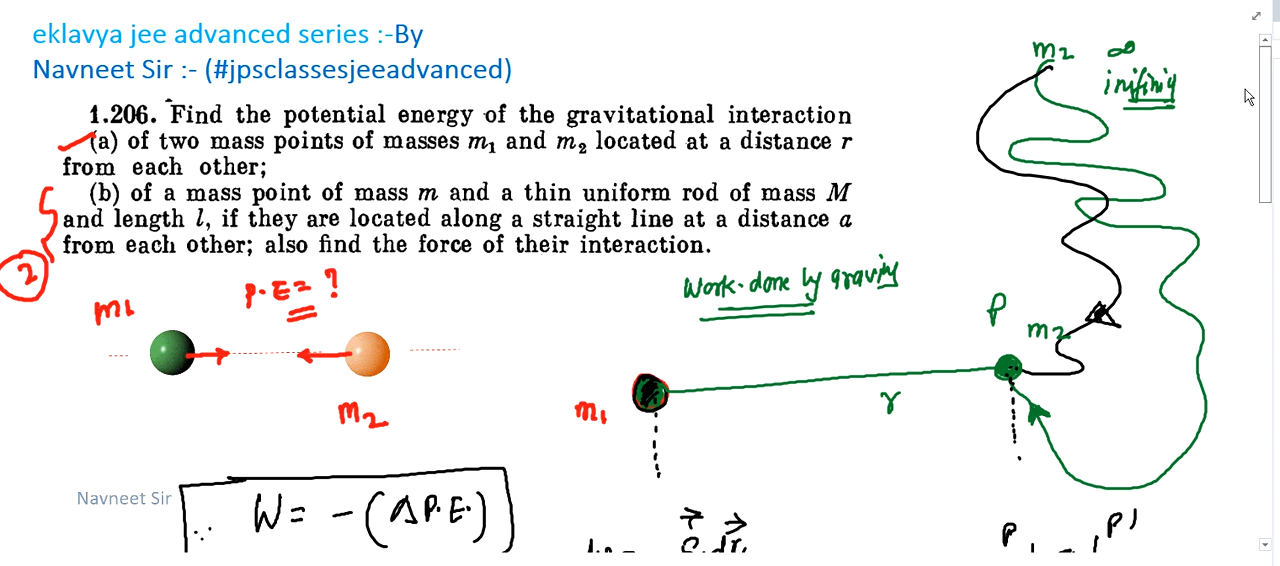 eklavya jee advanced series :-By
Navneet Sir :- (#jpsclassesjeeadvanced)
1.206. Find the potential energy of the gravitational interaction
(a) of two mass points of masses m₁ and m₂ located at a distance r
from each other;
(b) of a mass point of mass m and a thin uniform rod of mass M
and length l, if they are located along a straight line at a distance a
from each other; also find the force of their interaction.
2
m₂ ∞
inifiniy
P.E = ?
Work-done by gravity
m₁
P
m₂
m₂
m₁
r
Navneet Sir
∵ W = -(ΔP.E.)
P P'